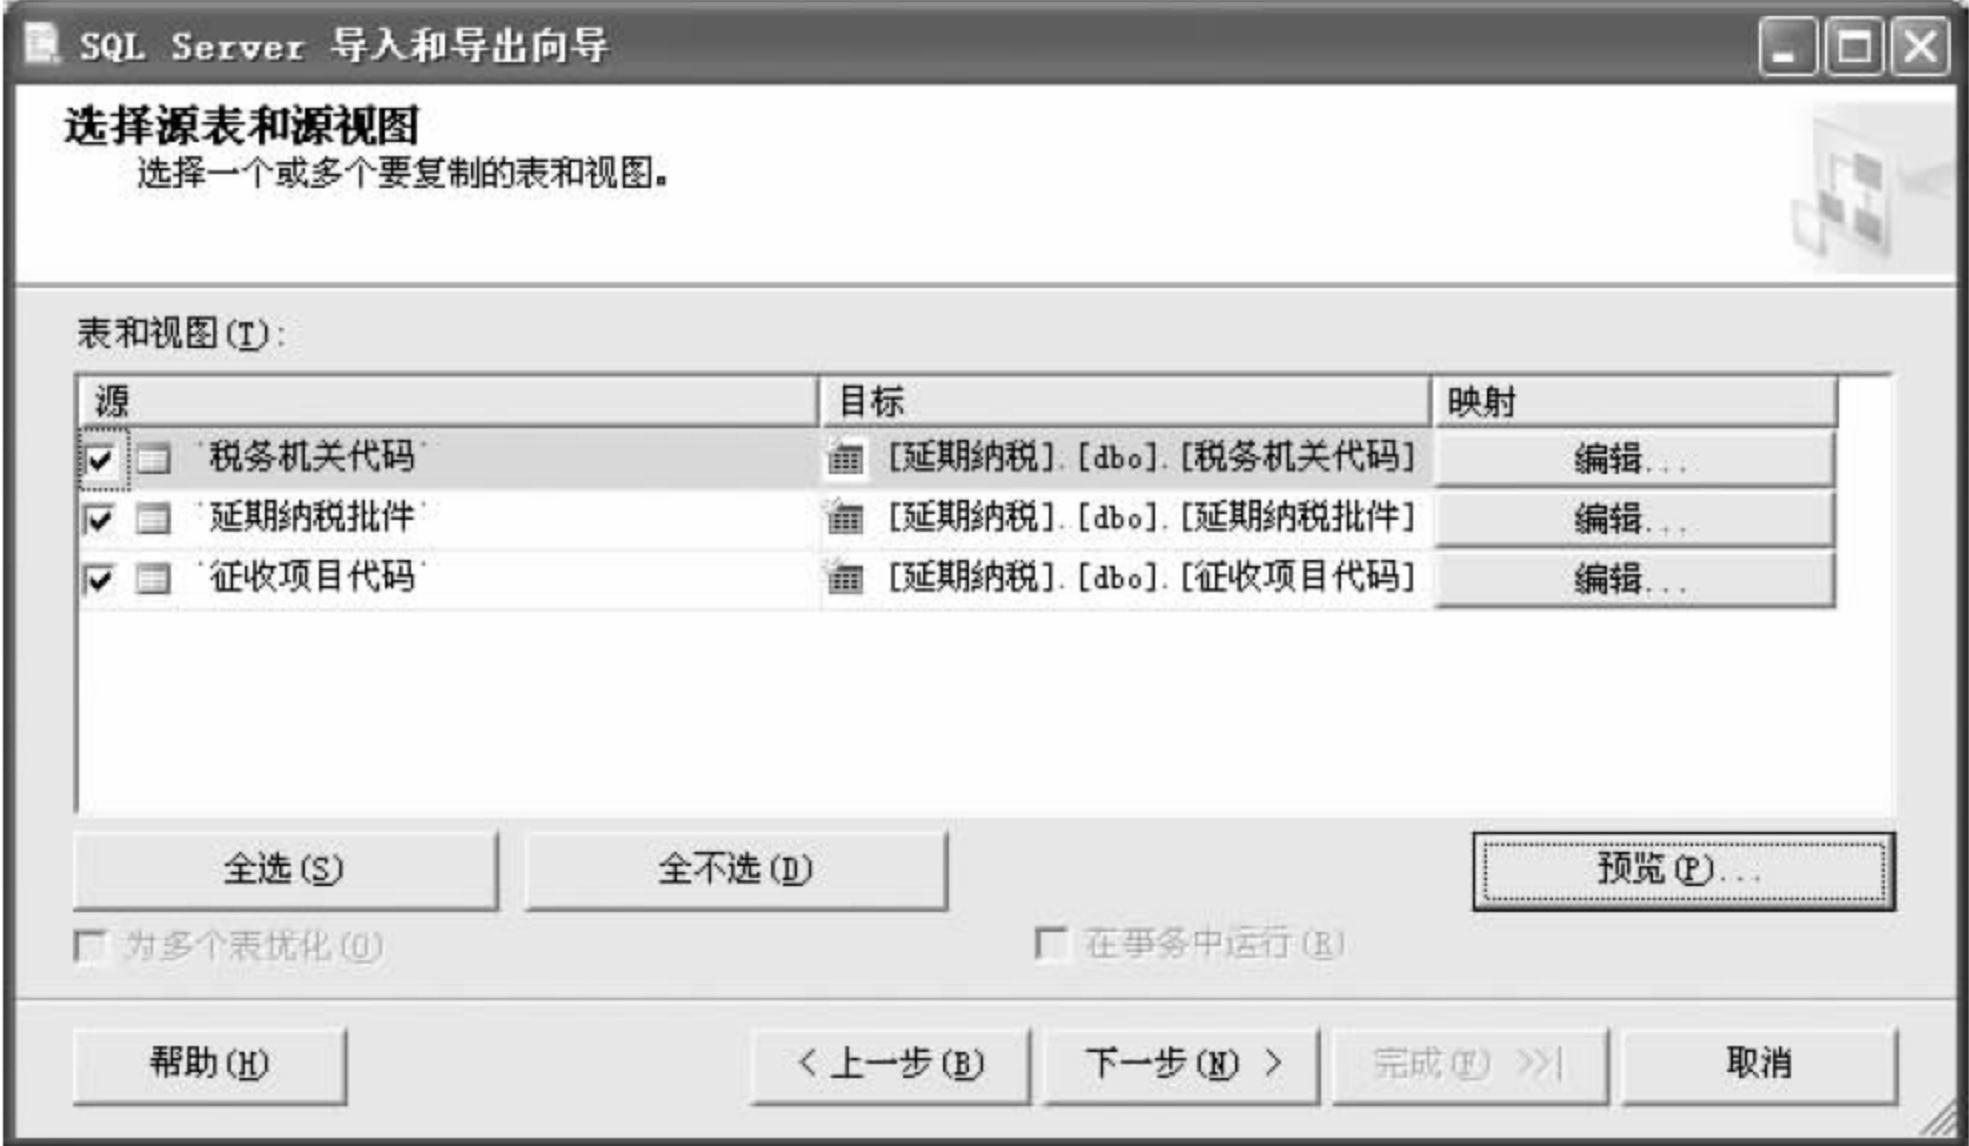 SQL Server 导入和导出向导
选择源表和源视图
选择一个或多个要复制的表和视图。
表和视图(T):
源 目标 映射
`税务机关代码` [延期纳税].[dbo].[税务机关代码] 编辑...
`延期纳税批件` [延期纳税].[dbo].[延期纳税批件] 编辑...
`征收项目代码` [延期纳税].[dbo].[征收项目代码] 编辑...
全选(S) 全不选(D) 预览(P)...
为多个表优化(O) 在事务中运行(R)
帮助(H) < 上一步(B) 下一步(N) > 完成(F) >>| 取消